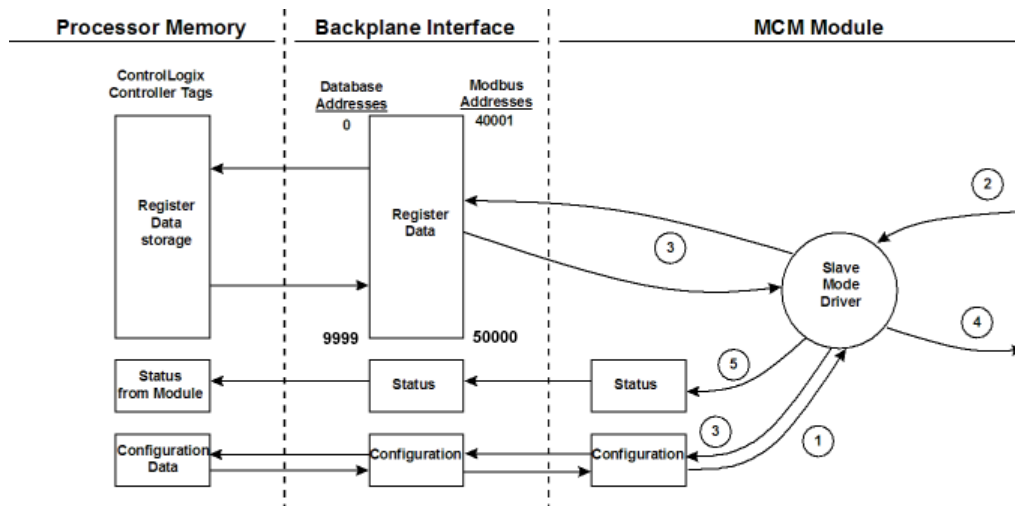 Processor Memory
Backplane Interface
MCM Module
ControlLogix
Controller Tags
Database
Addresses
0
Modbus
Addresses
40001
Register
Data
storage
Register
Data
3
2
Slave
Mode
Driver
4
9999
50000
Status
from Module
Status
Status
5
Configuration
Data
Configuration
Configuration
3
1